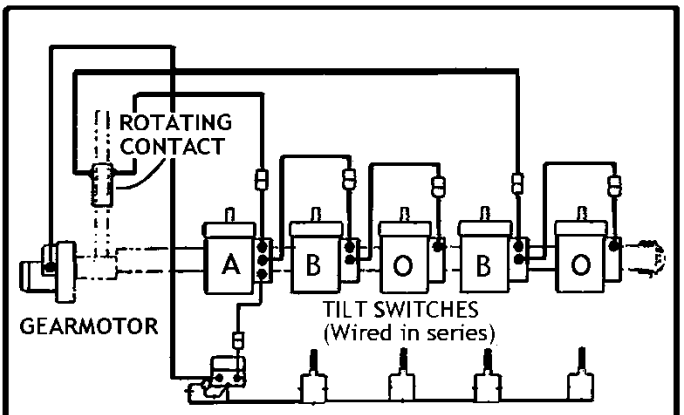 ROTATING
CONTACT
A
B
O
B
O
GEARMOTOR
TILT SWITCHES
(Wired in series)